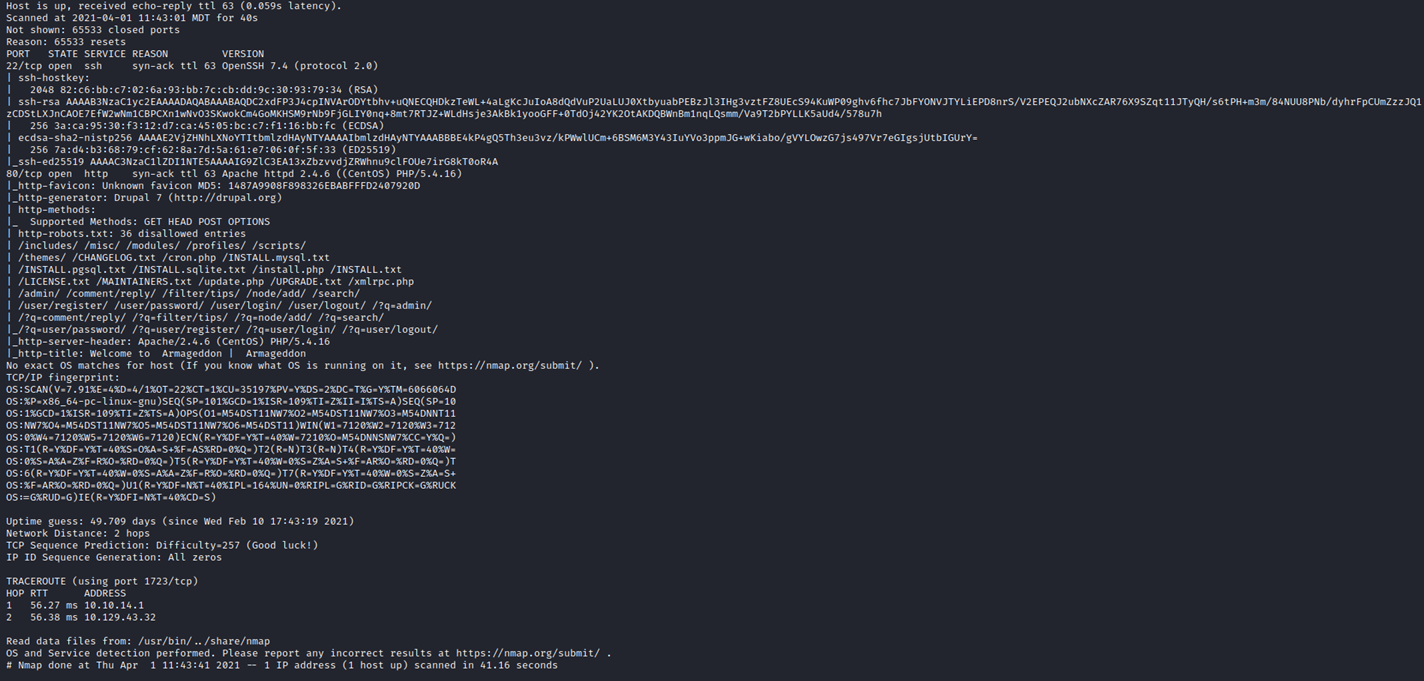 Host is up, received echo-reply ttl 63 (0.059s latency).
Scanned at 2021-04-01 11:43:01 MDT for 40s
Not shown: 65533 closed ports
Reason: 65533 resets
PORT   STATE SERVICE REASON         VERSION
22/tcp open  ssh     syn-ack ttl 63 OpenSSH 7.4 (protocol 2.0)
| ssh-hostkey:
|   2048 82:c6:bb:c7:02:6a:93:bb:7c:cb:dd:9c:30:93:79:34 (RSA)
| ssh-rsa AAAAB3NzaC1yc2EAAAADAQABAAABAQDC2xdFP3J4cpINVArODYtbhv+uQNECQHDkzTeWL+4aLgKcJuIoA8dQdVuP2UaLUJ0XtbyuabPEBzJl3IHg3vztFZ8UEcS94KuWP09ghv6fhc7JbFYONVJTYLiEPD8nrS/V2EPEQJ2ubNXcZAR76X9SZqt11JTyQH/s6tPH+m3m/84NUU8PNb/dyhrFpCUmZzzJQ1
zCDStLXJnCAOE7EfW2wNm1CBPCXn1wNvO3SKwokCm4GoMKHSM9rNb9FjGLIY0nq+8mt7RTJZ+WLdHsje3AkBk1yooGFF+0TdOj42YK2OtAKDQBWnBm1nqLQsmm/Va9T2bPYLLK5aUd4/578u7h
|   256 3a:ca:95:30:f3:12:d7:ca:45:05:bc:c7:f1:16:bb:fc (ECDSA)
| ecdsa-sha2-nistp256 AAAAE2VjZHNhLXNoYTItbmlzdHAyNTYAAAAIbmlzdHAyNTYAAABBBE4kP4gQ5Th3eu3vz/kPWwlUCm+6BSM6M3Y43IuYVo3ppmJG+wKiabo/gVYLOwzG7js497Vr7eGIgsjUtbIGUrY=
|   256 7a:d4:b3:68:79:cf:62:8a:7d:5a:61:e7:06:0f:5f:33 (ED25519)
|_ssh-ed25519 AAAAC3NzaC1lZDI1NTE5AAAAIG9ZlC3EA13xZbzvvdjZRWhnu9clFOUe7irG8kT0oR4A
80/tcp open  http    syn-ack ttl 63 Apache httpd 2.4.6 ((CentOS) PHP/5.4.16)
|_http-favicon: Unknown favicon MD5: 1487A9908F898326EBABFFFD2407920D
|_http-generator: Drupal 7 (http://drupal.org)
| http-methods:
|_  Supported Methods: GET HEAD POST OPTIONS
| http-robots.txt: 36 disallowed entries
| /includes/ /misc/ /modules/ /profiles/ /scripts/
| /themes/ /CHANGELOG.txt /cron.php /INSTALL.mysql.txt
| /INSTALL.pgsql.txt /INSTALL.sqlite.txt /install.php /INSTALL.txt
| /LICENSE.txt /MAINTAINERS.txt /update.php /UPGRADE.txt /xmlrpc.php
| /admin/ /comment/reply/ /filter/tips/ /node/add/ /search/
| /user/register/ /user/password/ /user/login/ /user/logout/ /?q=admin/
| /?q=comment/reply/ /?q=filter/tips/ /?q=node/add/ /?q=search/
|_/?q=user/password/ /?q=user/register/ /?q=user/login/ /?q=user/logout/
|_http-server-header: Apache/2.4.6 (CentOS) PHP/5.4.16
|_http-title: Welcome to  Armageddon |  Armageddon
No exact OS matches for host (If you know what OS is running on it, see https://nmap.org/submit/ ).
TCP/IP fingerprint:
OS:SCAN(V=7.91%E=4%D=4/1%OT=22%CT=1%CU=35197%PV=Y%DS=2%DC=T%G=Y%TM=6066064D
OS:%P=x86_64-pc-linux-gnu)SEQ(SP=101%GCD=1%ISR=109%TI=Z%II=I%TS=A)SEQ(SP=10
OS:1%GCD=1%ISR=109%TI=Z%TS=A)OPS(O1=M54DST11NW7%O2=M54DST11NW7%O3=M54DNNT11
OS:NW7%O4=M54DST11NW7%O5=M54DST11NW7%O6=M54DST11)WIN(W1=7120%W2=7120%W3=712
OS:0%W4=7120%W5=7120%W6=7120)ECN(R=Y%DF=Y%T=40%W=7210%O=M54DNNSNW7%CC=Y%Q=)
OS:T1(R=Y%DF=Y%T=40%S=O%A=S+%F=AS%RD=0%Q=)T2(R=N)T3(R=N)T4(R=Y%DF=Y%T=40%W=
OS:0%S=A%A=Z%F=R%O=%RD=0%Q=)T5(R=Y%DF=Y%T=40%W=0%S=Z%A=S+%F=AR%O=%RD=0%Q=)T
OS:6(R=Y%DF=Y%T=40%W=0%S=A%A=Z%F=R%O=%RD=0%Q=)T7(R=Y%DF=Y%T=40%W=0%S=Z%A=S+
OS:%F=AR%O=%RD=0%Q=)U1(R=Y%DF=N%T=40%IPL=164%UN=0%RIPL=G%RID=G%RIPCK=G%RUCK
OS:=G%RUD=G)IE(R=Y%DFI=N%T=40%CD=S)
Uptime guess: 49.709 days (since Wed Feb 10 17:43:19 2021)
Network Distance: 2 hops
TCP Sequence Prediction: Difficulty=257 (Good luck!)
IP ID Sequence Generation: All zeros
TRACEROUTE (using port 1723/tcp)
HOP RTT      ADDRESS
1   56.27 ms 10.10.14.1
2   56.38 ms 10.129.43.32
Read data files from: /usr/bin/../share/nmap
OS and Service detection performed. Please report any incorrect results at https://nmap.org/submit/ .
# Nmap done at Thu Apr  1 11:43:41 2021 -- 1 IP address (1 host up) scanned in 41.16 seconds